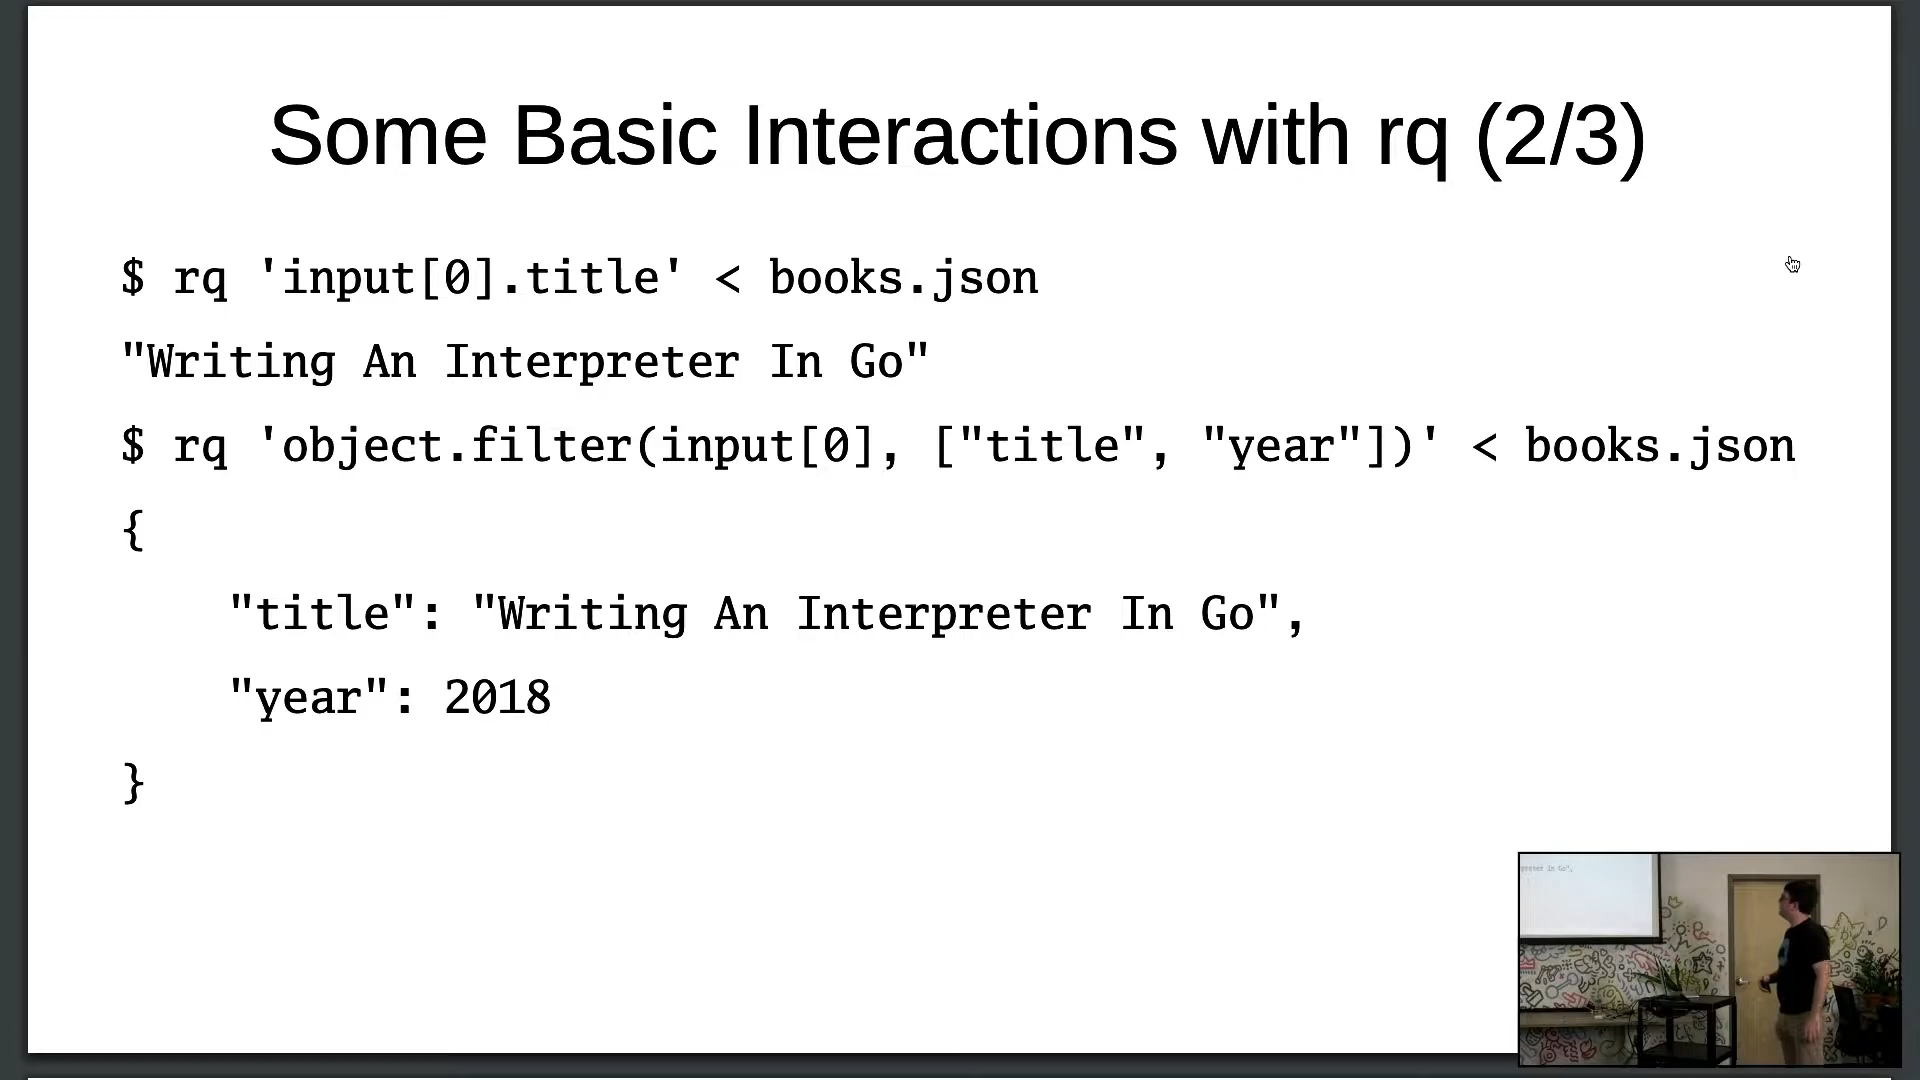 Some Basic Interactions with rq (2/3)
$ rq 'input[0].title' < books.json
"Writing An Interpreter In Go"
$ rq 'object.filter(input[0], ["title", "year"])' < books.json
{
    "title": "Writing An Interpreter In Go",
    "year": 2018
}